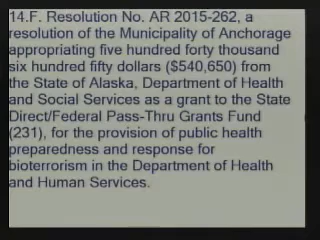 14.F. Resolution No. AR 2015-262, a
resolution of the Municipality of Anchorage
appropriating five hundred forty thousand
six hundred fifty dollars ($540,650) from
the State of Alaska, Department of Health
and Social Services as a grant to the State
Direct/Federal Pass-Thru Grants Fund
(231), for the provision of public health
preparedness and response for
bioterrorism in the Department of Health
and Human Services.